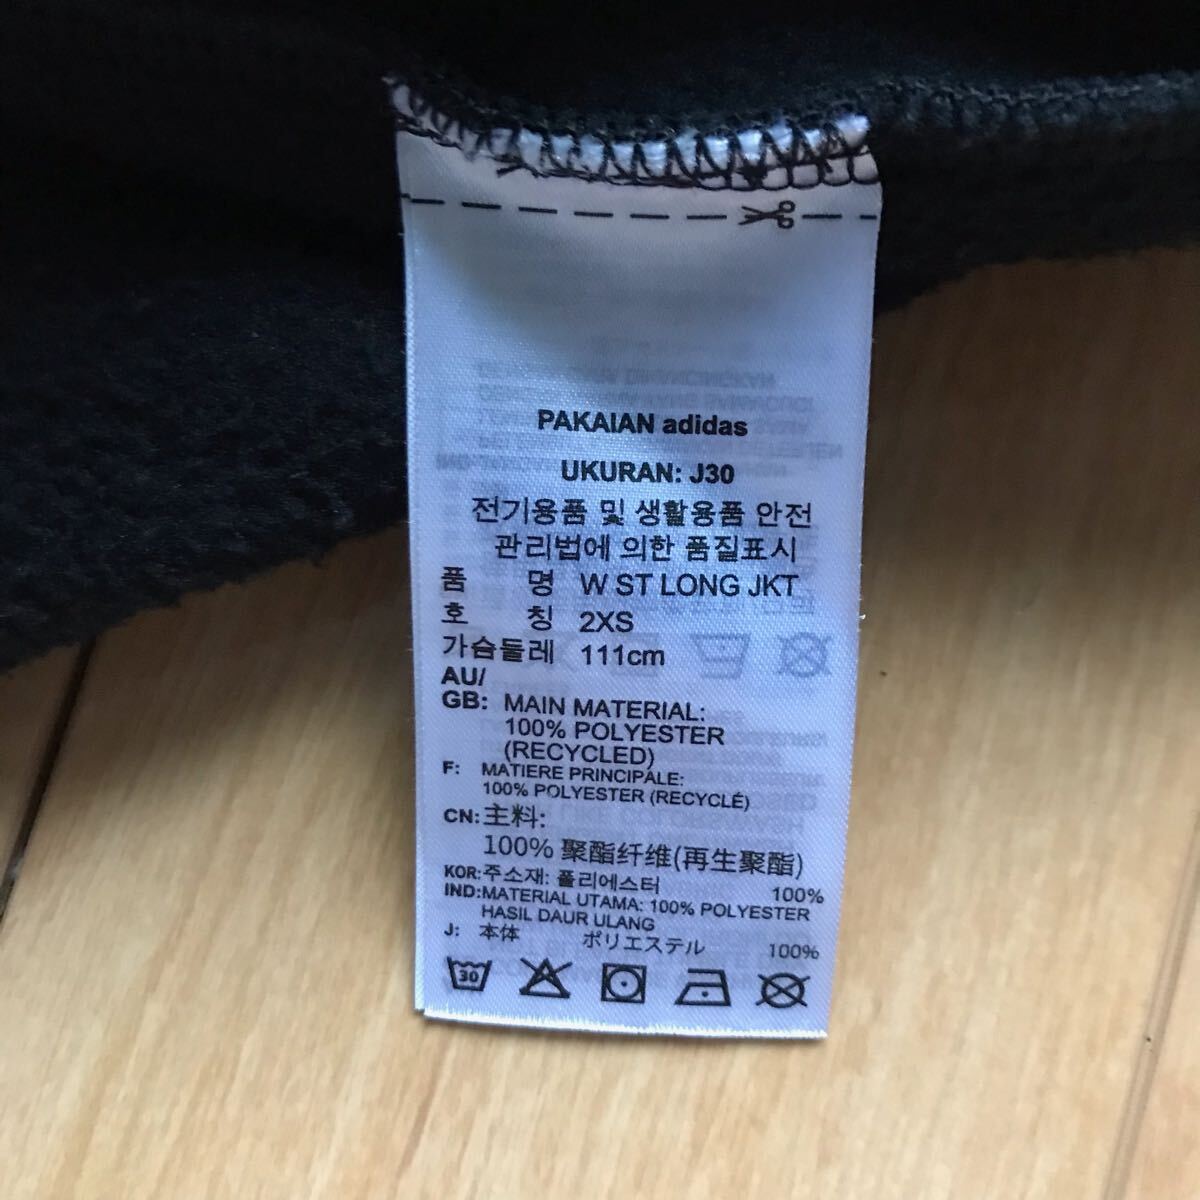 PAKAIAN adidas
UKURAN: J30
전기용품 및 생활용품 안전
관리법에 의한 품질표시
품 명 W ST LONG JKT
호 칭 2XS
가슴둘레 111cm
AU/
GB: MAIN MATERIAL:
100% POLYESTER
(RECYCLED)
F: MATIERE PRINCIPALE:
100% POLYESTER (RECYCLÉ)
CN: 主料:
100% 聚酯纤维(再生聚酯)
KOR: 주소재: 폴리에스터 100%
IND: MATERIAL UTAMA: 100% POLYESTER
HASIL DAUR ULANG
J: 本体 ポリエステル 100%
30